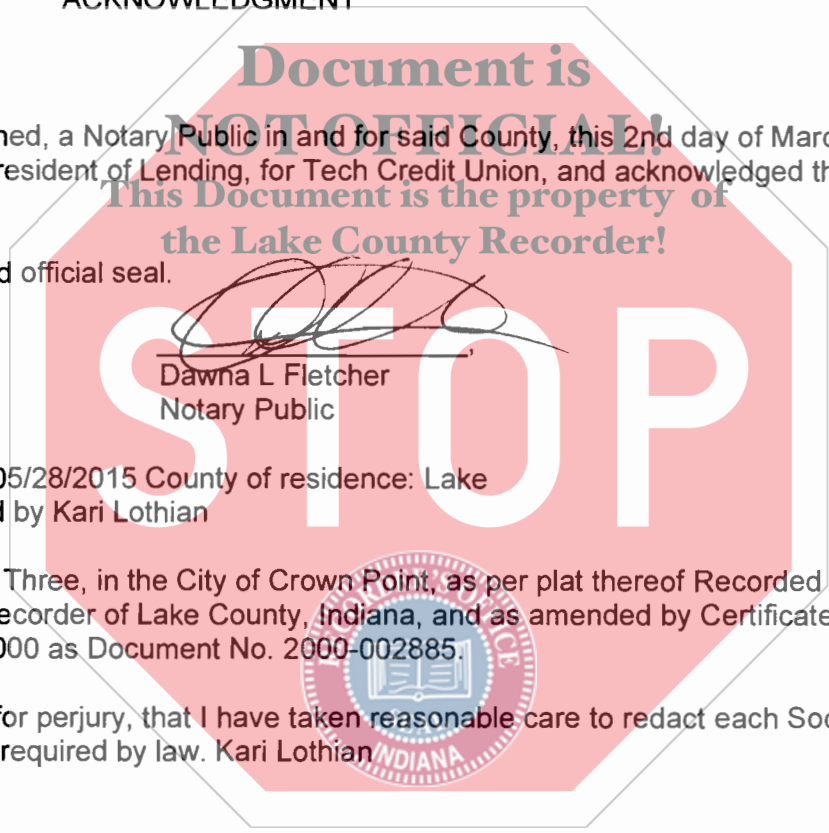 ACKNOWLEDGMENT
Document is
NOT OFFICIAL!
ned, a Notary Public in and for said County, this 2nd day of Marc
resident of Lending, for Tech Credit Union, and acknowledged th
This Document is the property of
the Lake County Recorder!
d official seal.
Dawna L Fletcher
Notary Public
STOP
05/28/2015 County of residence: Lake
d by Kari Lothian
Three, in the City of Crown Point, as per plat thereof Recorded
ecorder of Lake County, Indiana, and as amended by Certificate
000 as Document No. 2000-002885.
for perjury, that I have taken reasonable care to redact each Soc
required by law. Kari Lothian
RECORDER'S OFFICE
INDIANA